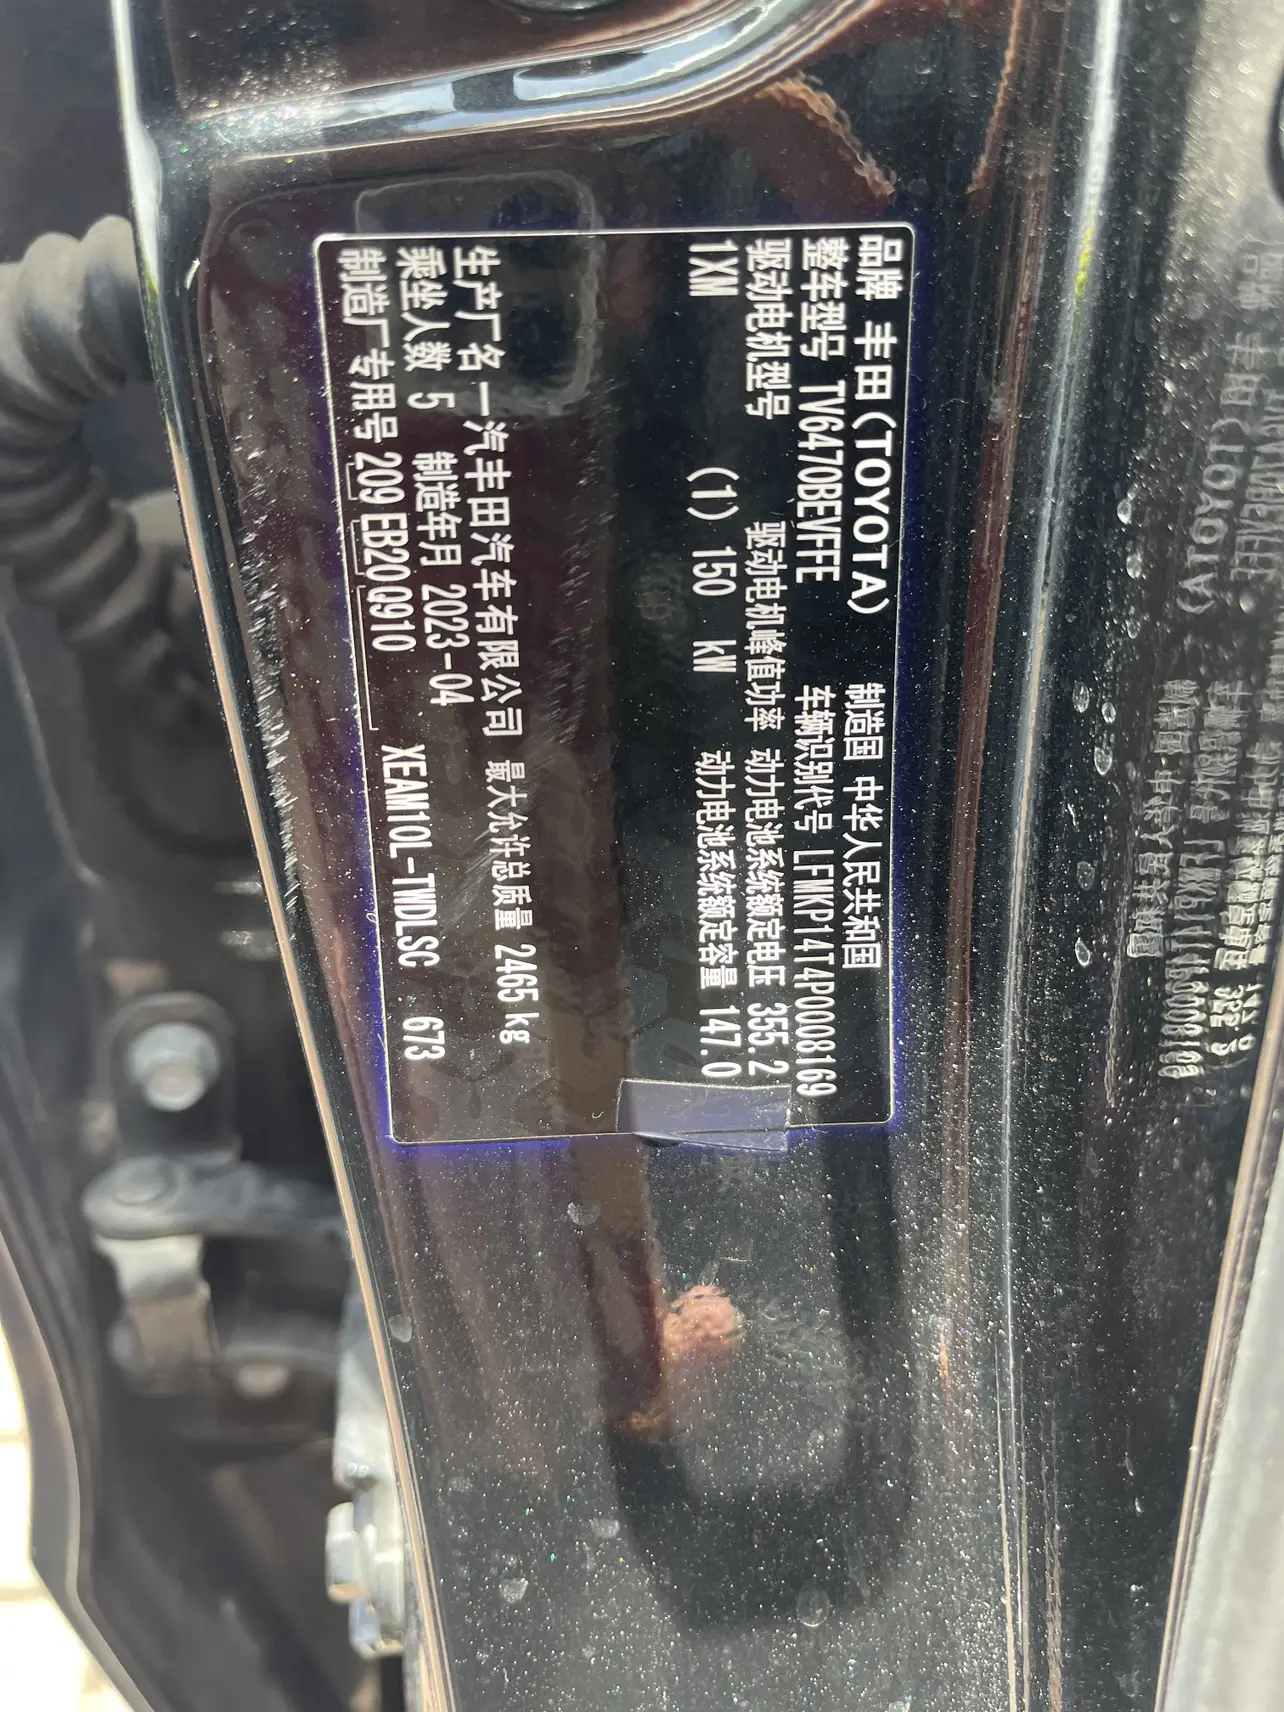 品牌 丰田(TOYOTA) 制造国 中华人民共和国
整车型号 TV6470BEVFE 车辆识别代号 LFMKP14T4P0008169
驱动电机型号 驱动电机峰值功率 动力电池系统额定电压 355.2
1XM (1) 150 kW 动力电池系统额定容量 147.0
生产厂名 一汽丰田汽车有限公司 最大允许总质量 2465 kg
乘坐人数 5 制造年月 2023-04
制造厂专用号 209 EB20Q910 XEAM10L-TWDLSC 673